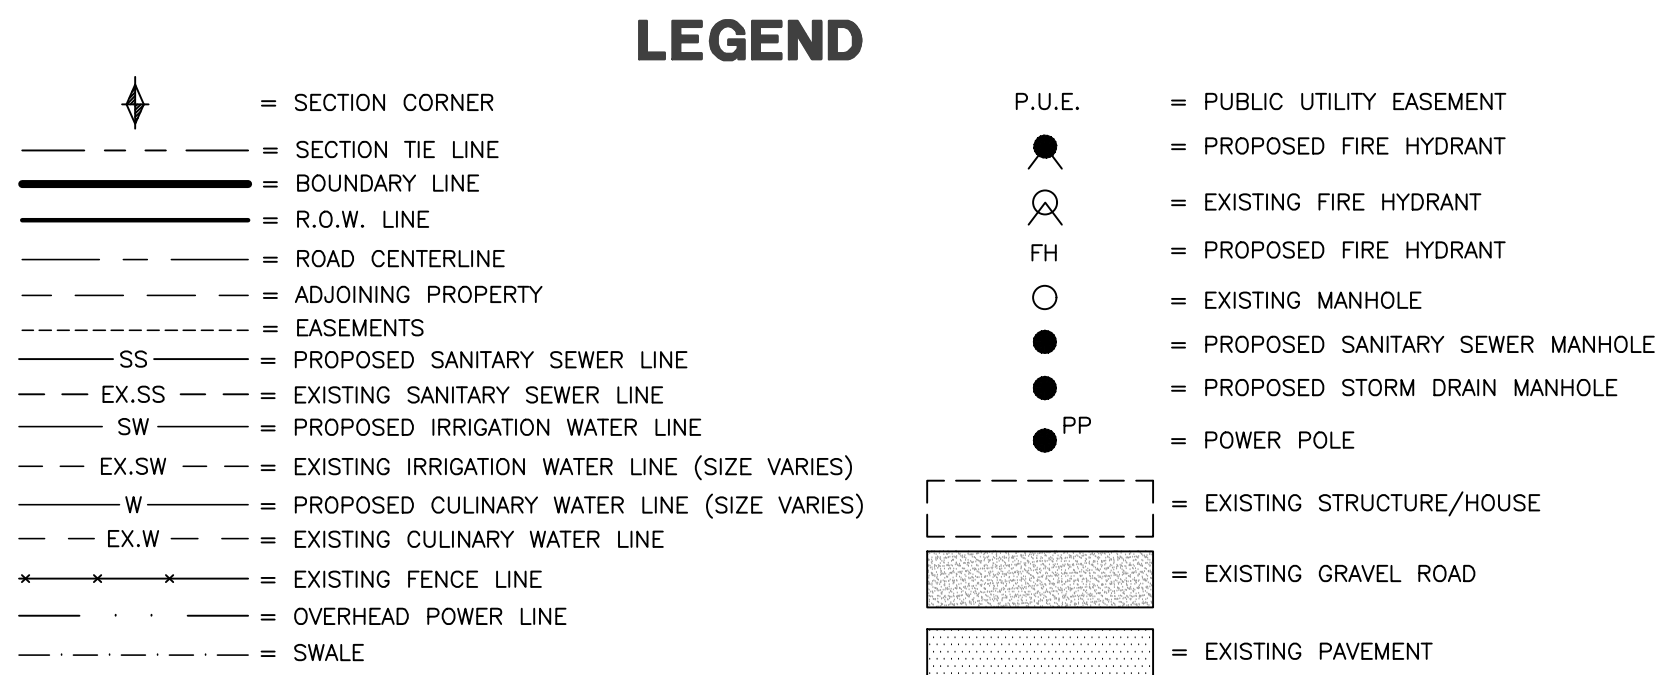 LEGEND
= SECTION CORNER
= SECTION TIE LINE
= BOUNDARY LINE
= R.O.W. LINE
= ROAD CENTERLINE
= ADJOINING PROPERTY
= EASEMENTS
SS = PROPOSED SANITARY SEWER LINE
EX.SS = EXISTING SANITARY SEWER LINE
SW = PROPOSED IRRIGATION WATER LINE
EX.SW = EXISTING IRRIGATION WATER LINE (SIZE VARIES)
W = PROPOSED CULINARY WATER LINE (SIZE VARIES)
EX.W = EXISTING CULINARY WATER LINE
= EXISTING FENCE LINE
= OVERHEAD POWER LINE
= SWALE
P.U.E. = PUBLIC UTILITY EASEMENT
= PROPOSED FIRE HYDRANT
= EXISTING FIRE HYDRANT
FH = PROPOSED FIRE HYDRANT
= EXISTING MANHOLE
= PROPOSED SANITARY SEWER MANHOLE
= PROPOSED STORM DRAIN MANHOLE
PP = POWER POLE
= EXISTING STRUCTURE/HOUSE
= EXISTING GRAVEL ROAD
= EXISTING PAVEMENT